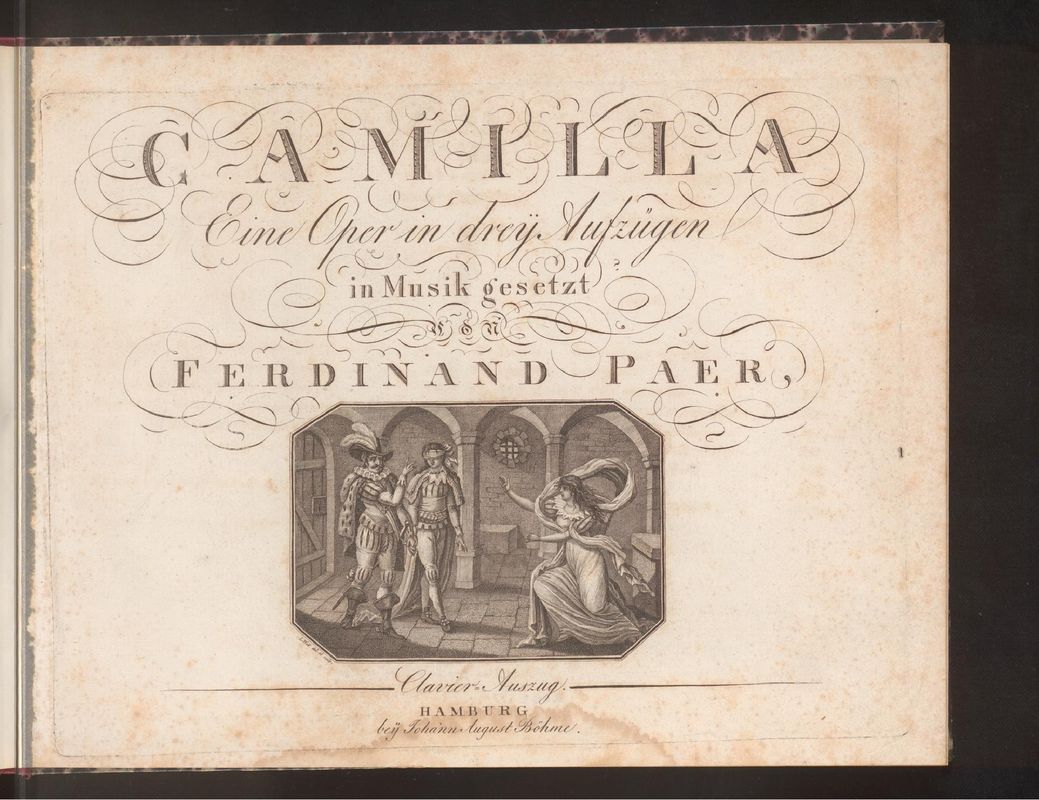 CAMILLA
Eine Oper in dreÿ Aufzügen
in Musik gesetzt
VON
FERDINAND PAER,
Clavier=Auszug.
HAMBURG
beÿ Johann August Böhme.